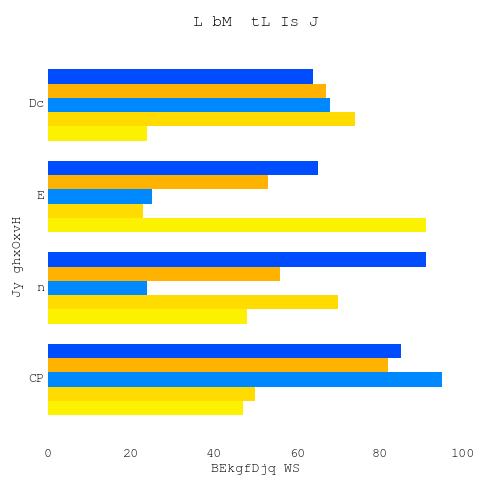 L bM  tL Is J
Dc
E
n
CP
Jy ghxOxvH
0 20 40 60 80 100
BEkgfDjq WS